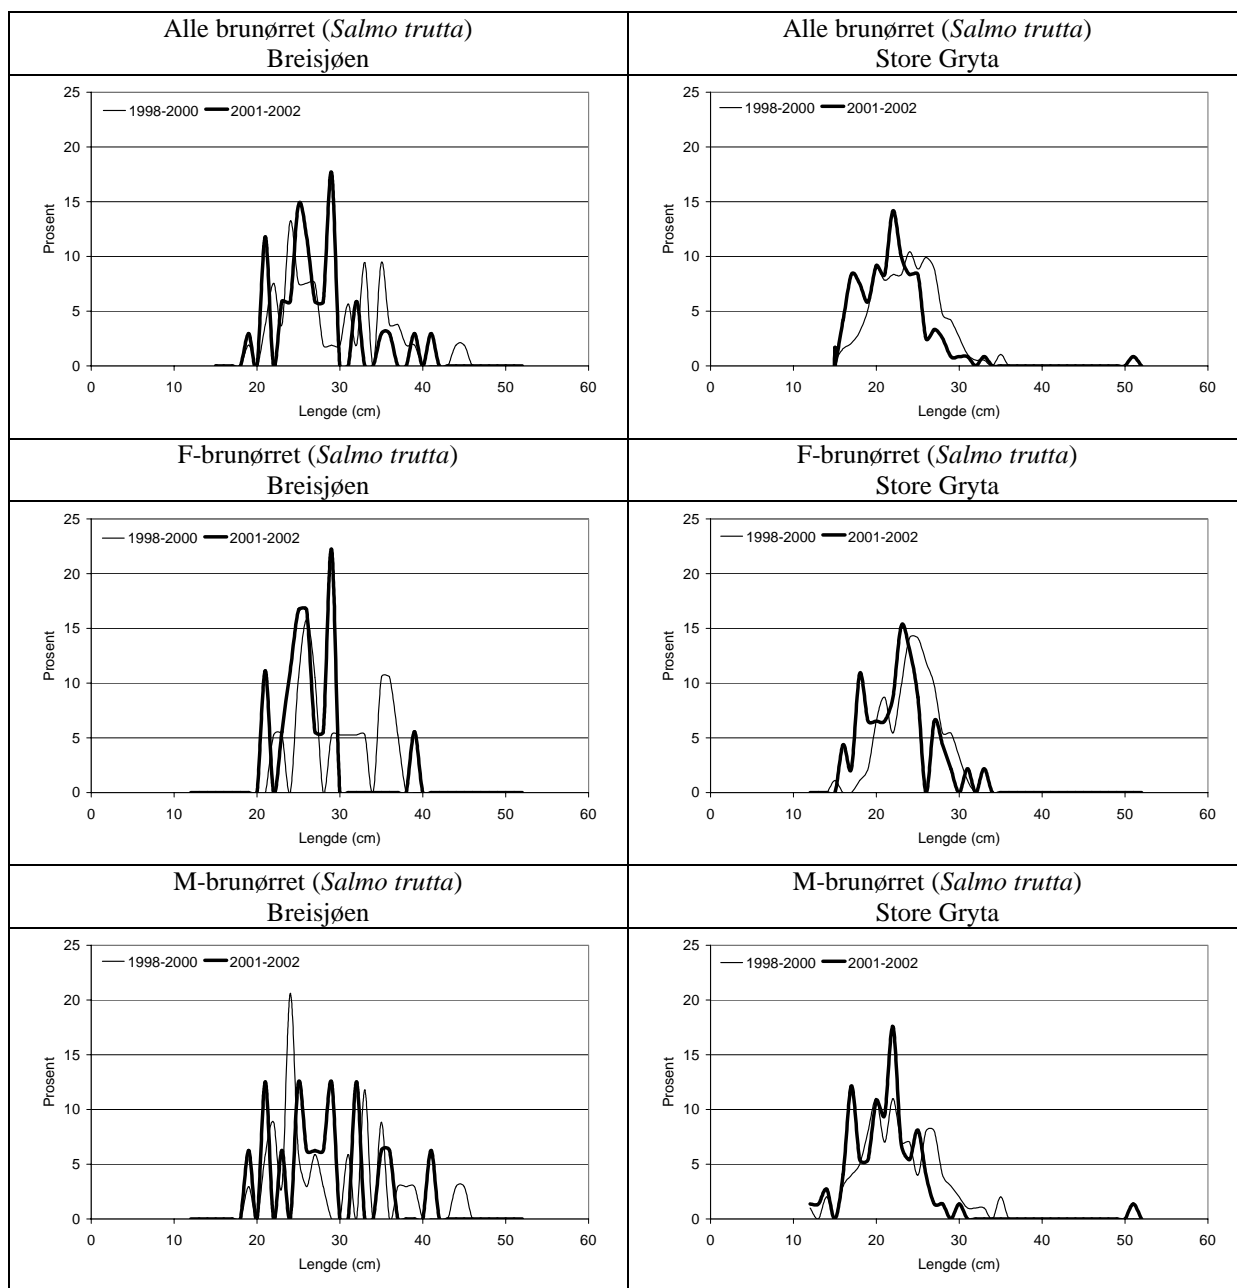 Alle brunørret (Salmo trutta)
Breisjøen
Alle brunørret (Salmo trutta)
Store Gryta
25
20
15
10
5
0
Prosent
1998-2000 2001-2002
0 10 20 30 40 50 60
Lengde (cm)
25
20
15
10
5
0
Prosent
1998-2000 2001-2002
0 10 20 30 40 50 60
Lengde (cm)
F-brunørret (Salmo trutta)
Breisjøen
F-brunørret (Salmo trutta)
Store Gryta
25
20
15
10
5
0
Prosent
1998-2000 2001-2002
0 10 20 30 40 50 60
Lengde (cm)
25
20
15
10
5
0
Prosent
1998-2000 2001-2002
0 10 20 30 40 50 60
Lengde (cm)
M-brunørret (Salmo trutta)
Breisjøen
M-brunørret (Salmo trutta)
Store Gryta
25
20
15
10
5
0
Prosent
1998-2000 2001-2002
0 10 20 30 40 50 60
Lengde (cm)
25
20
15
10
5
0
Prosent
1998-2000 2001-2002
0 10 20 30 40 50 60
Lengde (cm)